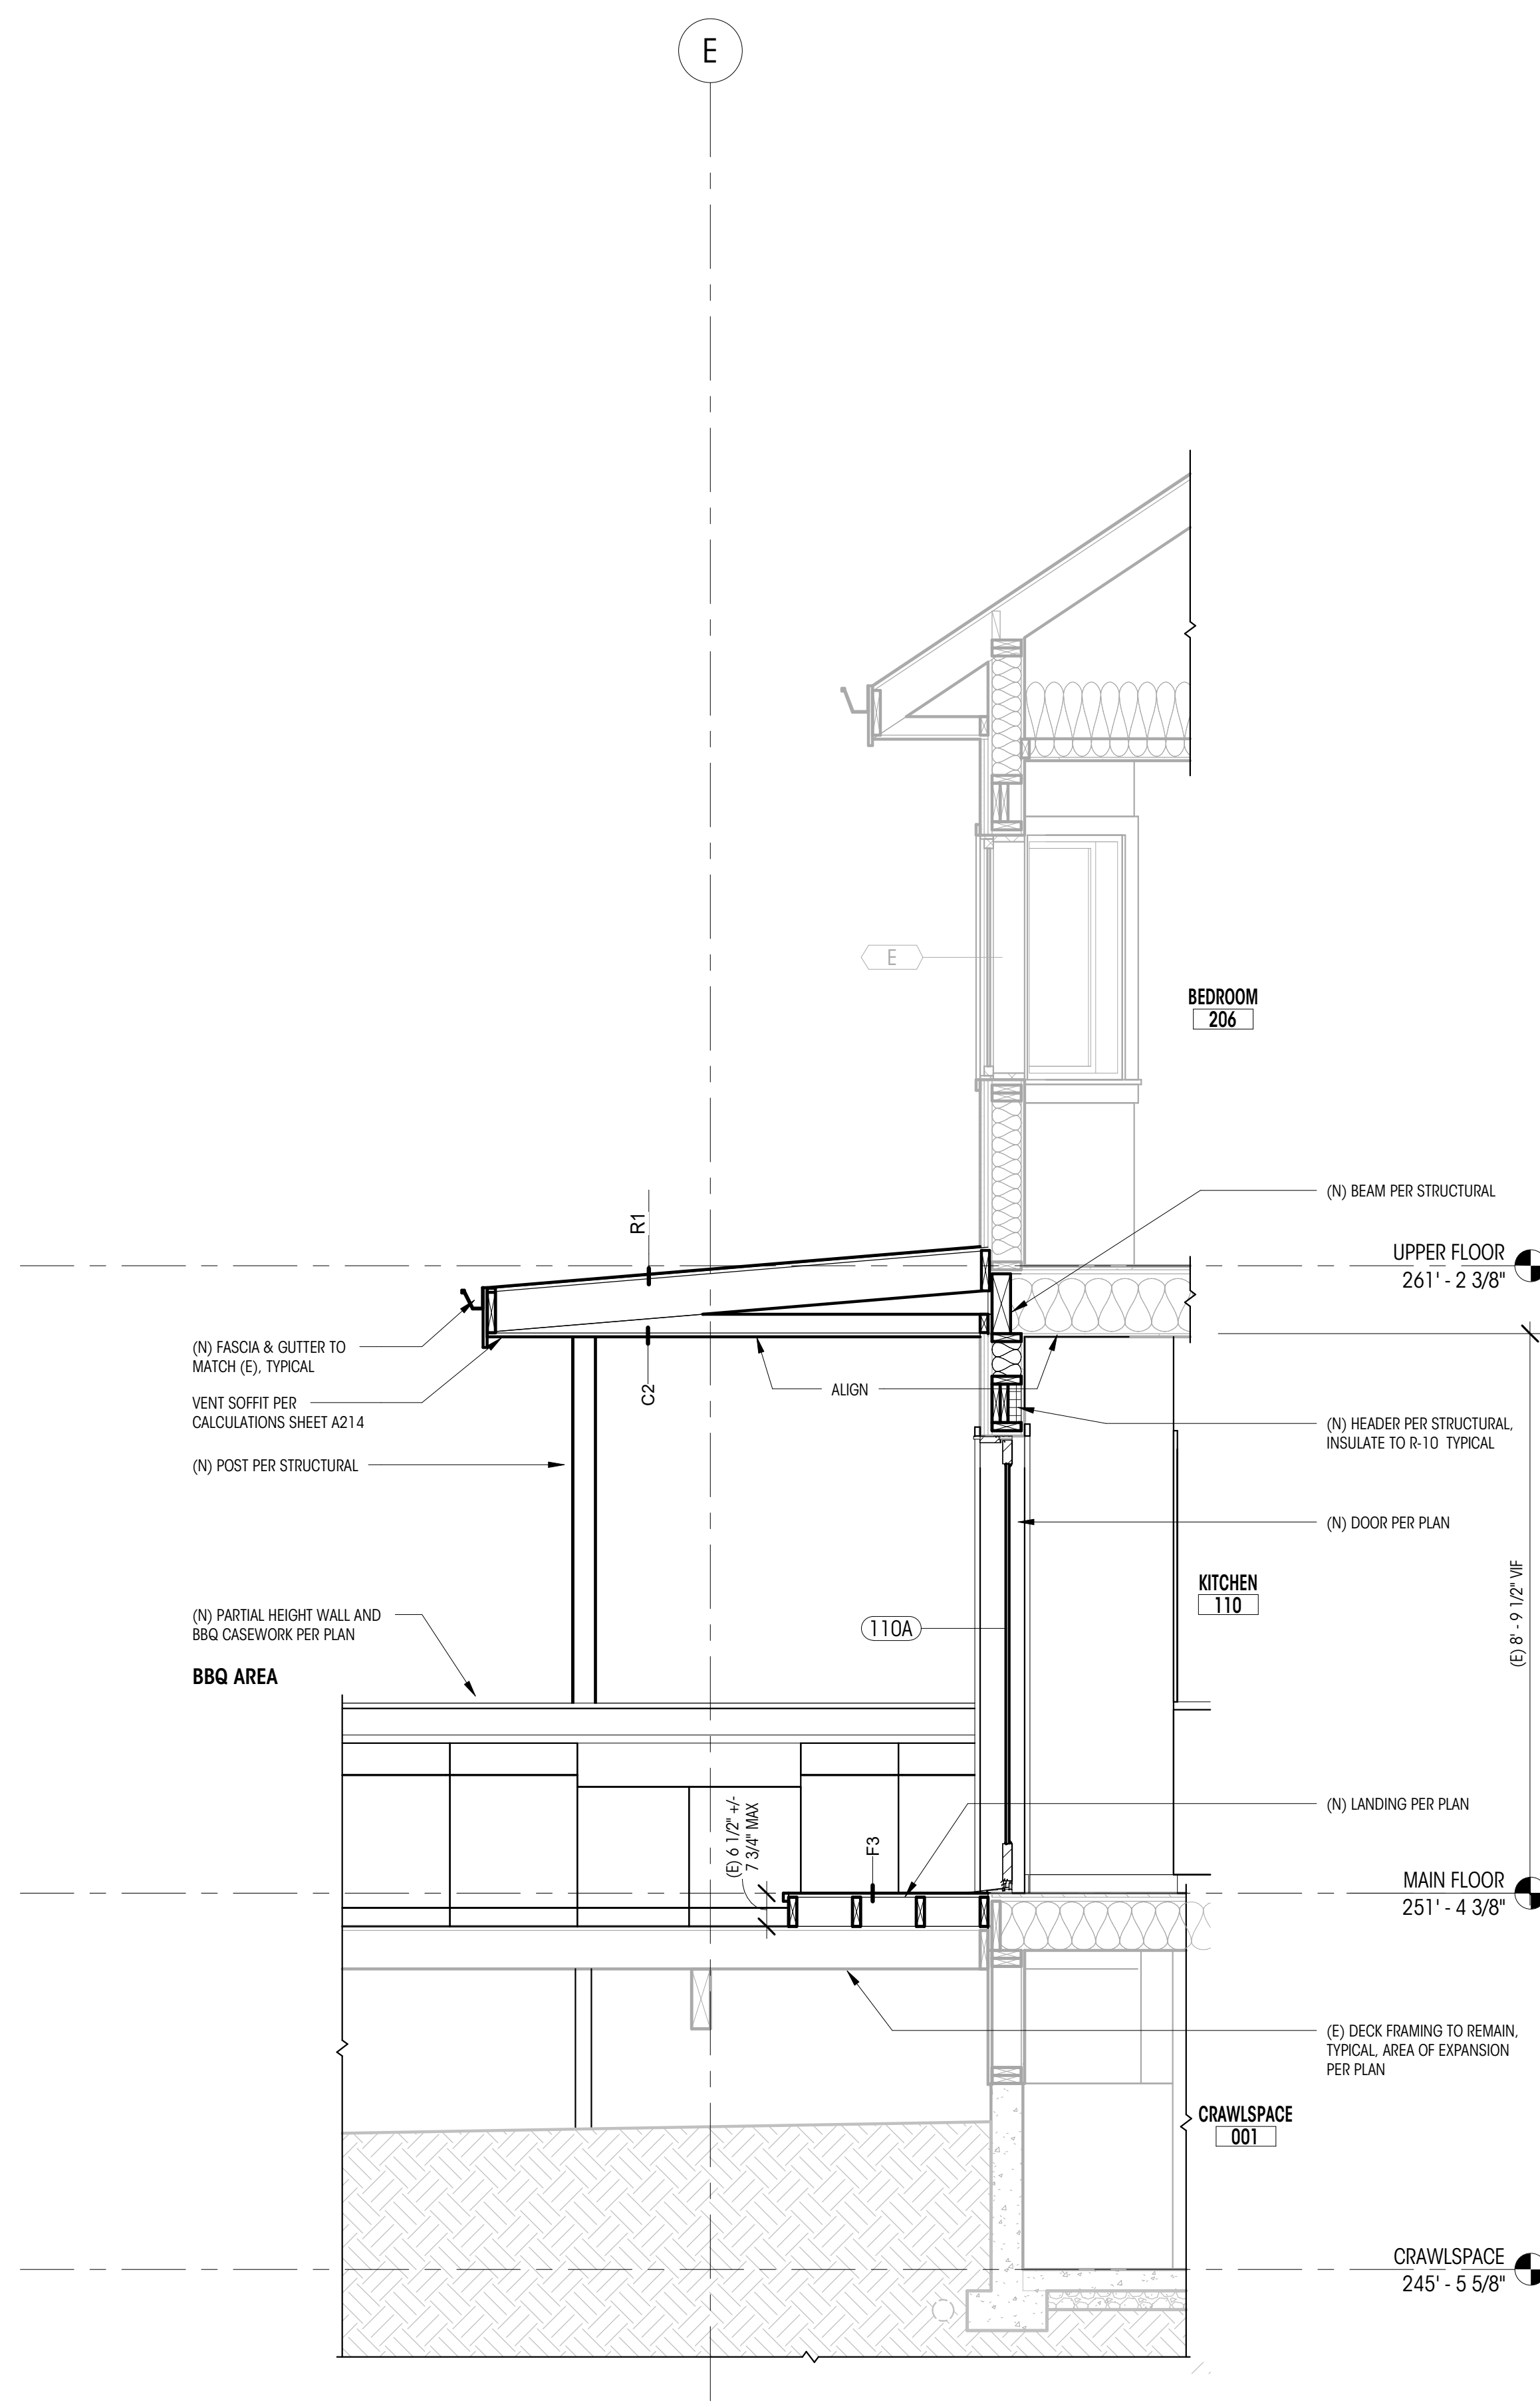 E
E
BEDROOM
206
(N) BEAM PER STRUCTURAL
R1
UPPER FLOOR
261' - 2 3/8"
(N) FASCIA & GUTTER TO
MATCH (E), TYPICAL
C2
ALIGN
VENT SOFFIT PER
CALCULATIONS SHEET A214
(N) HEADER PER STRUCTURAL,
INSULATE TO R-10 TYPICAL
(N) POST PER STRUCTURAL
(N) DOOR PER PLAN
KITCHEN
110
(E) 8' - 9 1/2" VIF
(N) PARTIAL HEIGHT WALL AND
BBQ CASEWORK PER PLAN
110A
BBQ AREA
(E) 6 1/2" +/-
7 3/4" MAX
F3
(N) LANDING PER PLAN
MAIN FLOOR
251' - 4 3/8"
(E) DECK FRAMING TO REMAIN,
TYPICAL, AREA OF EXPANSION
PER PLAN
CRAWLSPACE
001
CRAWLSPACE
245' - 5 5/8"